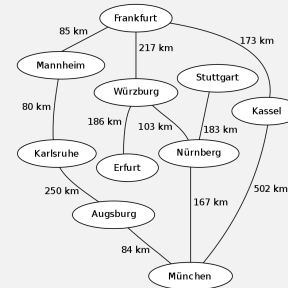 Frankfurt
85 km
217 km
173 km
Mannheim
Stuttgart
Würzburg
80 km
186 km
103 km
Kassel
183 km
Karlsruhe
Erfurt
Nürnberg
250 km
502 km
167 km
Augsburg
84 km
München